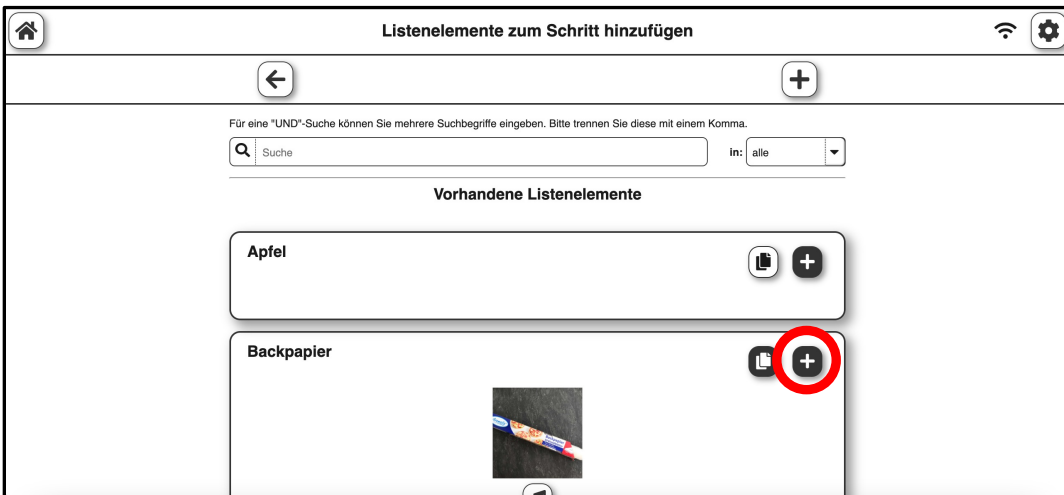 Listenelemente zum Schritt hinzufügen
Für eine "UND"-Suche können Sie mehrere Suchbegriffe eingeben. Bitte trennen Sie diese mit einem Komma.
Suche
in: alle
Vorhandene Listenelemente
Apfel
Backpapier